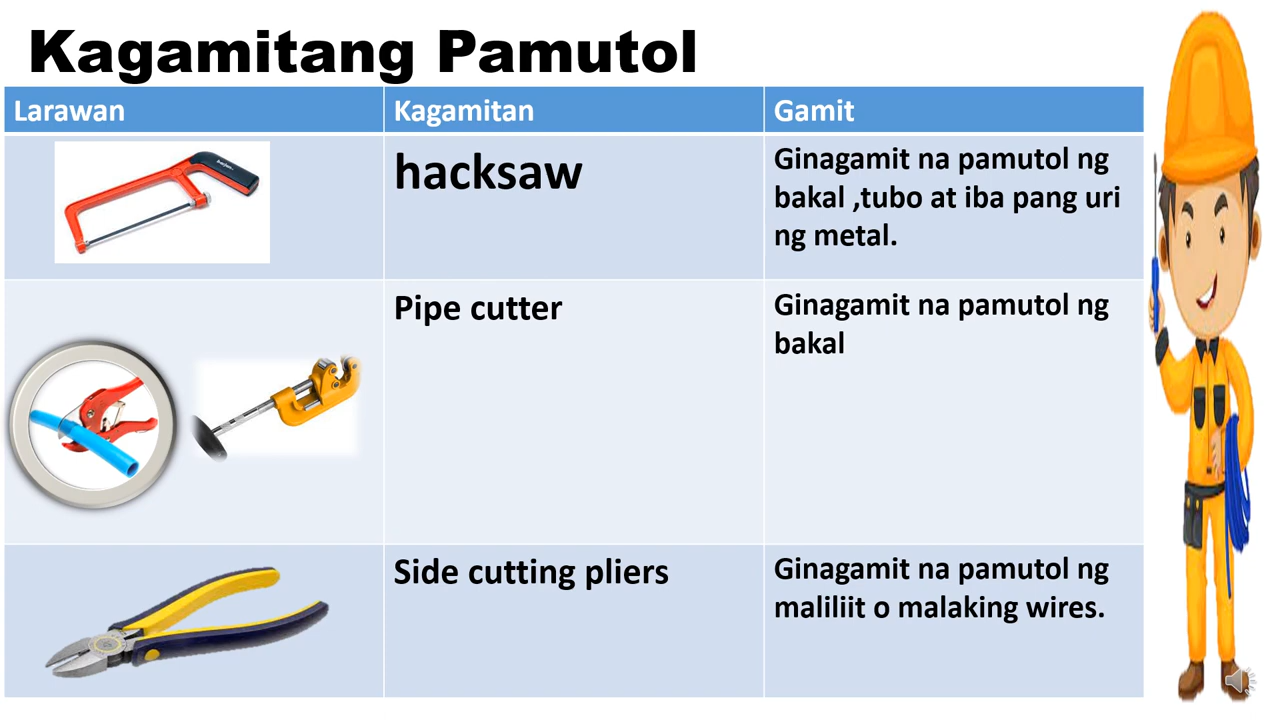 Kagamitang Pamutol
Larawan
Kagamitan
Gamit
hacksaw
Ginagamit na pamutol ng
bakal ,tubo at iba pang uri
ng metal.
Pipe cutter
Ginagamit na pamutol ng
bakal
Side cutting pliers
Ginagamit na pamutol ng
maliliit o malaking wires.